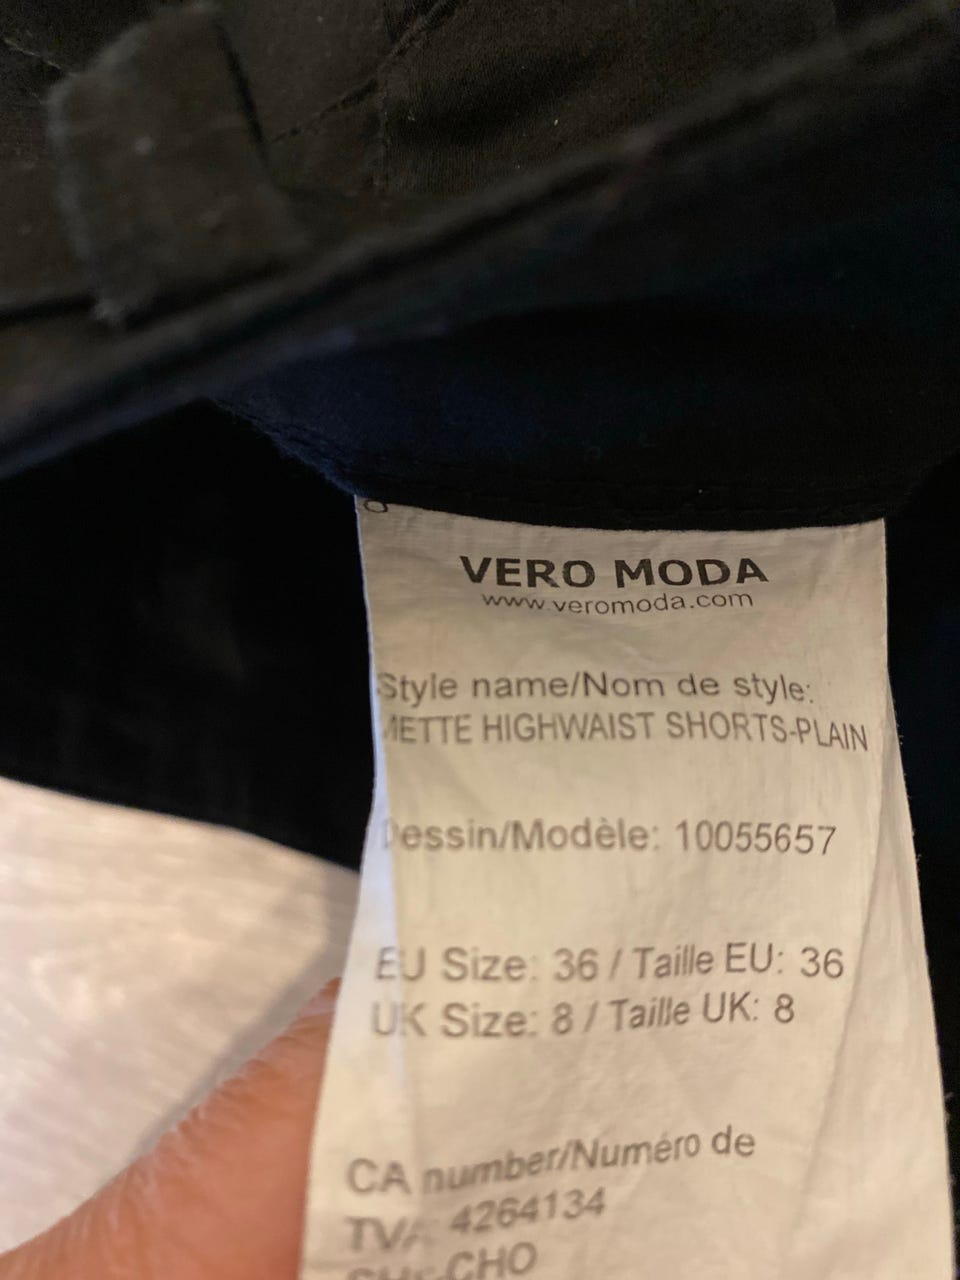 VERO MODA
www.veromoda.com
Style name/Nom de style:
METTE HIGHWAIST SHORTS-PLAIN
Dessin/Modèle: 10055657
EU Size: 36 / Taille EU: 36
UK Size: 8 / Taille UK: 8
CA number/Numéro de
TVA: 4264134